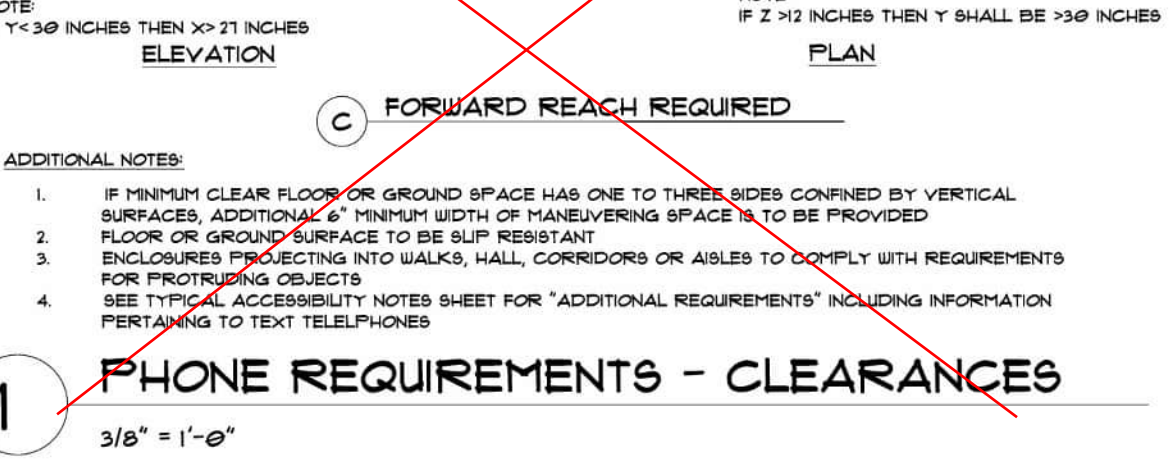 NOTE:
Y<30 INCHES THEN X> 27 INCHES
IF Z >12 INCHES THEN Y SHALL BE >30 INCHES
ELEVATION
PLAN
C FORWARD REACH REQUIRED
ADDITIONAL NOTES:
1. IF MINIMUM CLEAR FLOOR OR GROUND SPACE HAS ONE TO THREE SIDES CONFINED BY VERTICAL
SURFACES, ADDITIONAL 6" MINIMUM WIDTH OF MANEUVERING SPACE IS TO BE PROVIDED
2. FLOOR OR GROUND SURFACE TO BE SLIP RESISTANT
3. ENCLOSURES PROJECTING INTO WALKS, HALL, CORRIDORS OR AISLES TO COMPLY WITH REQUIREMENTS
FOR PROTRUDING OBJECTS
4. SEE TYPICAL ACCESSIBILITY NOTES SHEET FOR "ADDITIONAL REQUIREMENTS" INCLUDING INFORMATION
PERTAINING TO TEXT TELELPHONES
1 PHONE REQUIREMENTS - CLEARANCES
3/8" = 1'-0"